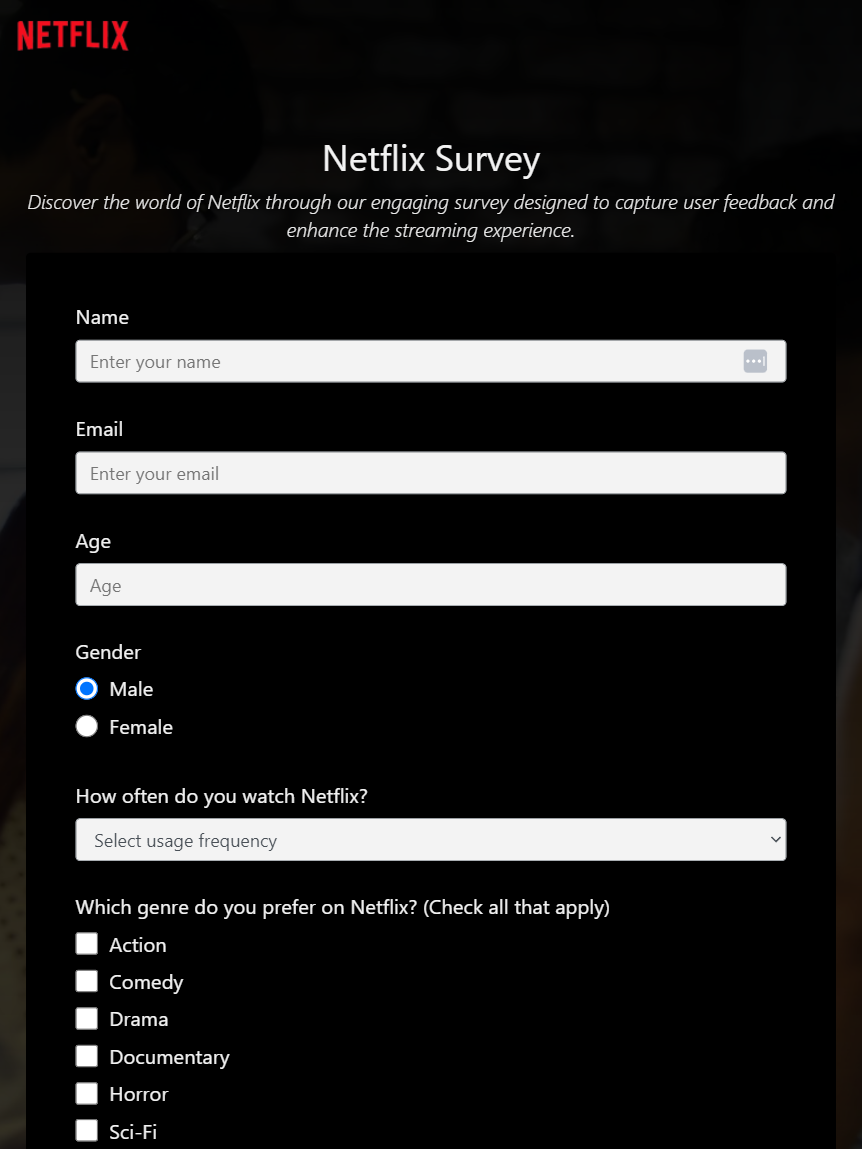 NETFLIX
Netflix Survey
Discover the world of Netflix through our engaging survey designed to capture user feedback and
enhance the streaming experience.
Name
Enter your name
Email
Enter your email
Age
Age
Gender
Male
Female
How often do you watch Netflix?
Select usage frequency
Which genre do you prefer on Netflix? (Check all that apply)
Action
Comedy
Drama
Documentary
Horror
Sci-Fi